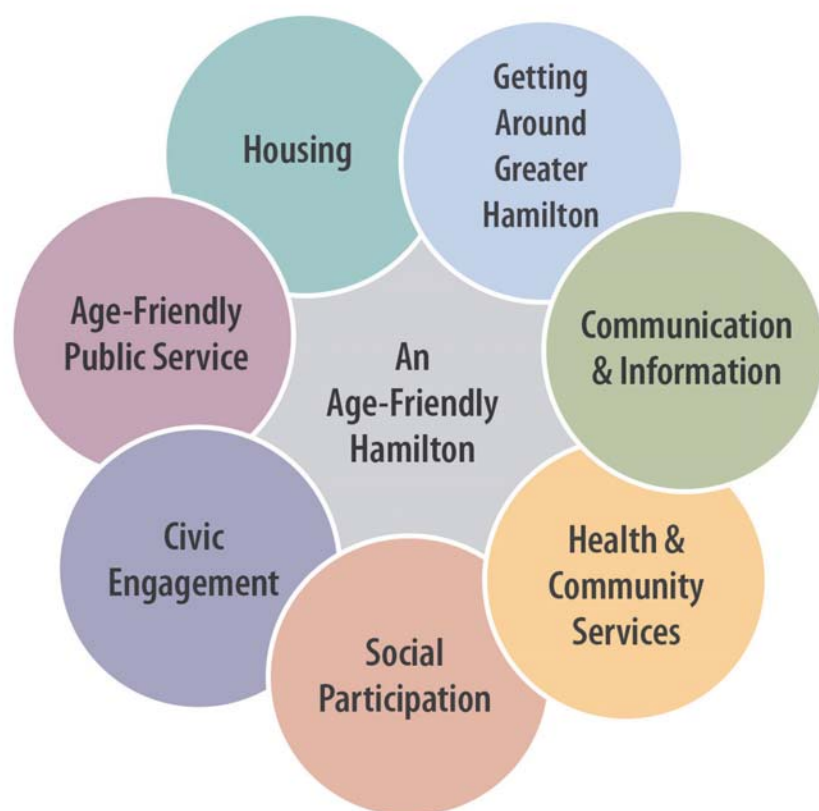 Housing
Getting
Around
Greater
Hamilton
Communication
& Information
Health &
Community
Services
Social
Participation
Civic
Engagement
Age-Friendly
Public Service
An
Age-Friendly
Hamilton